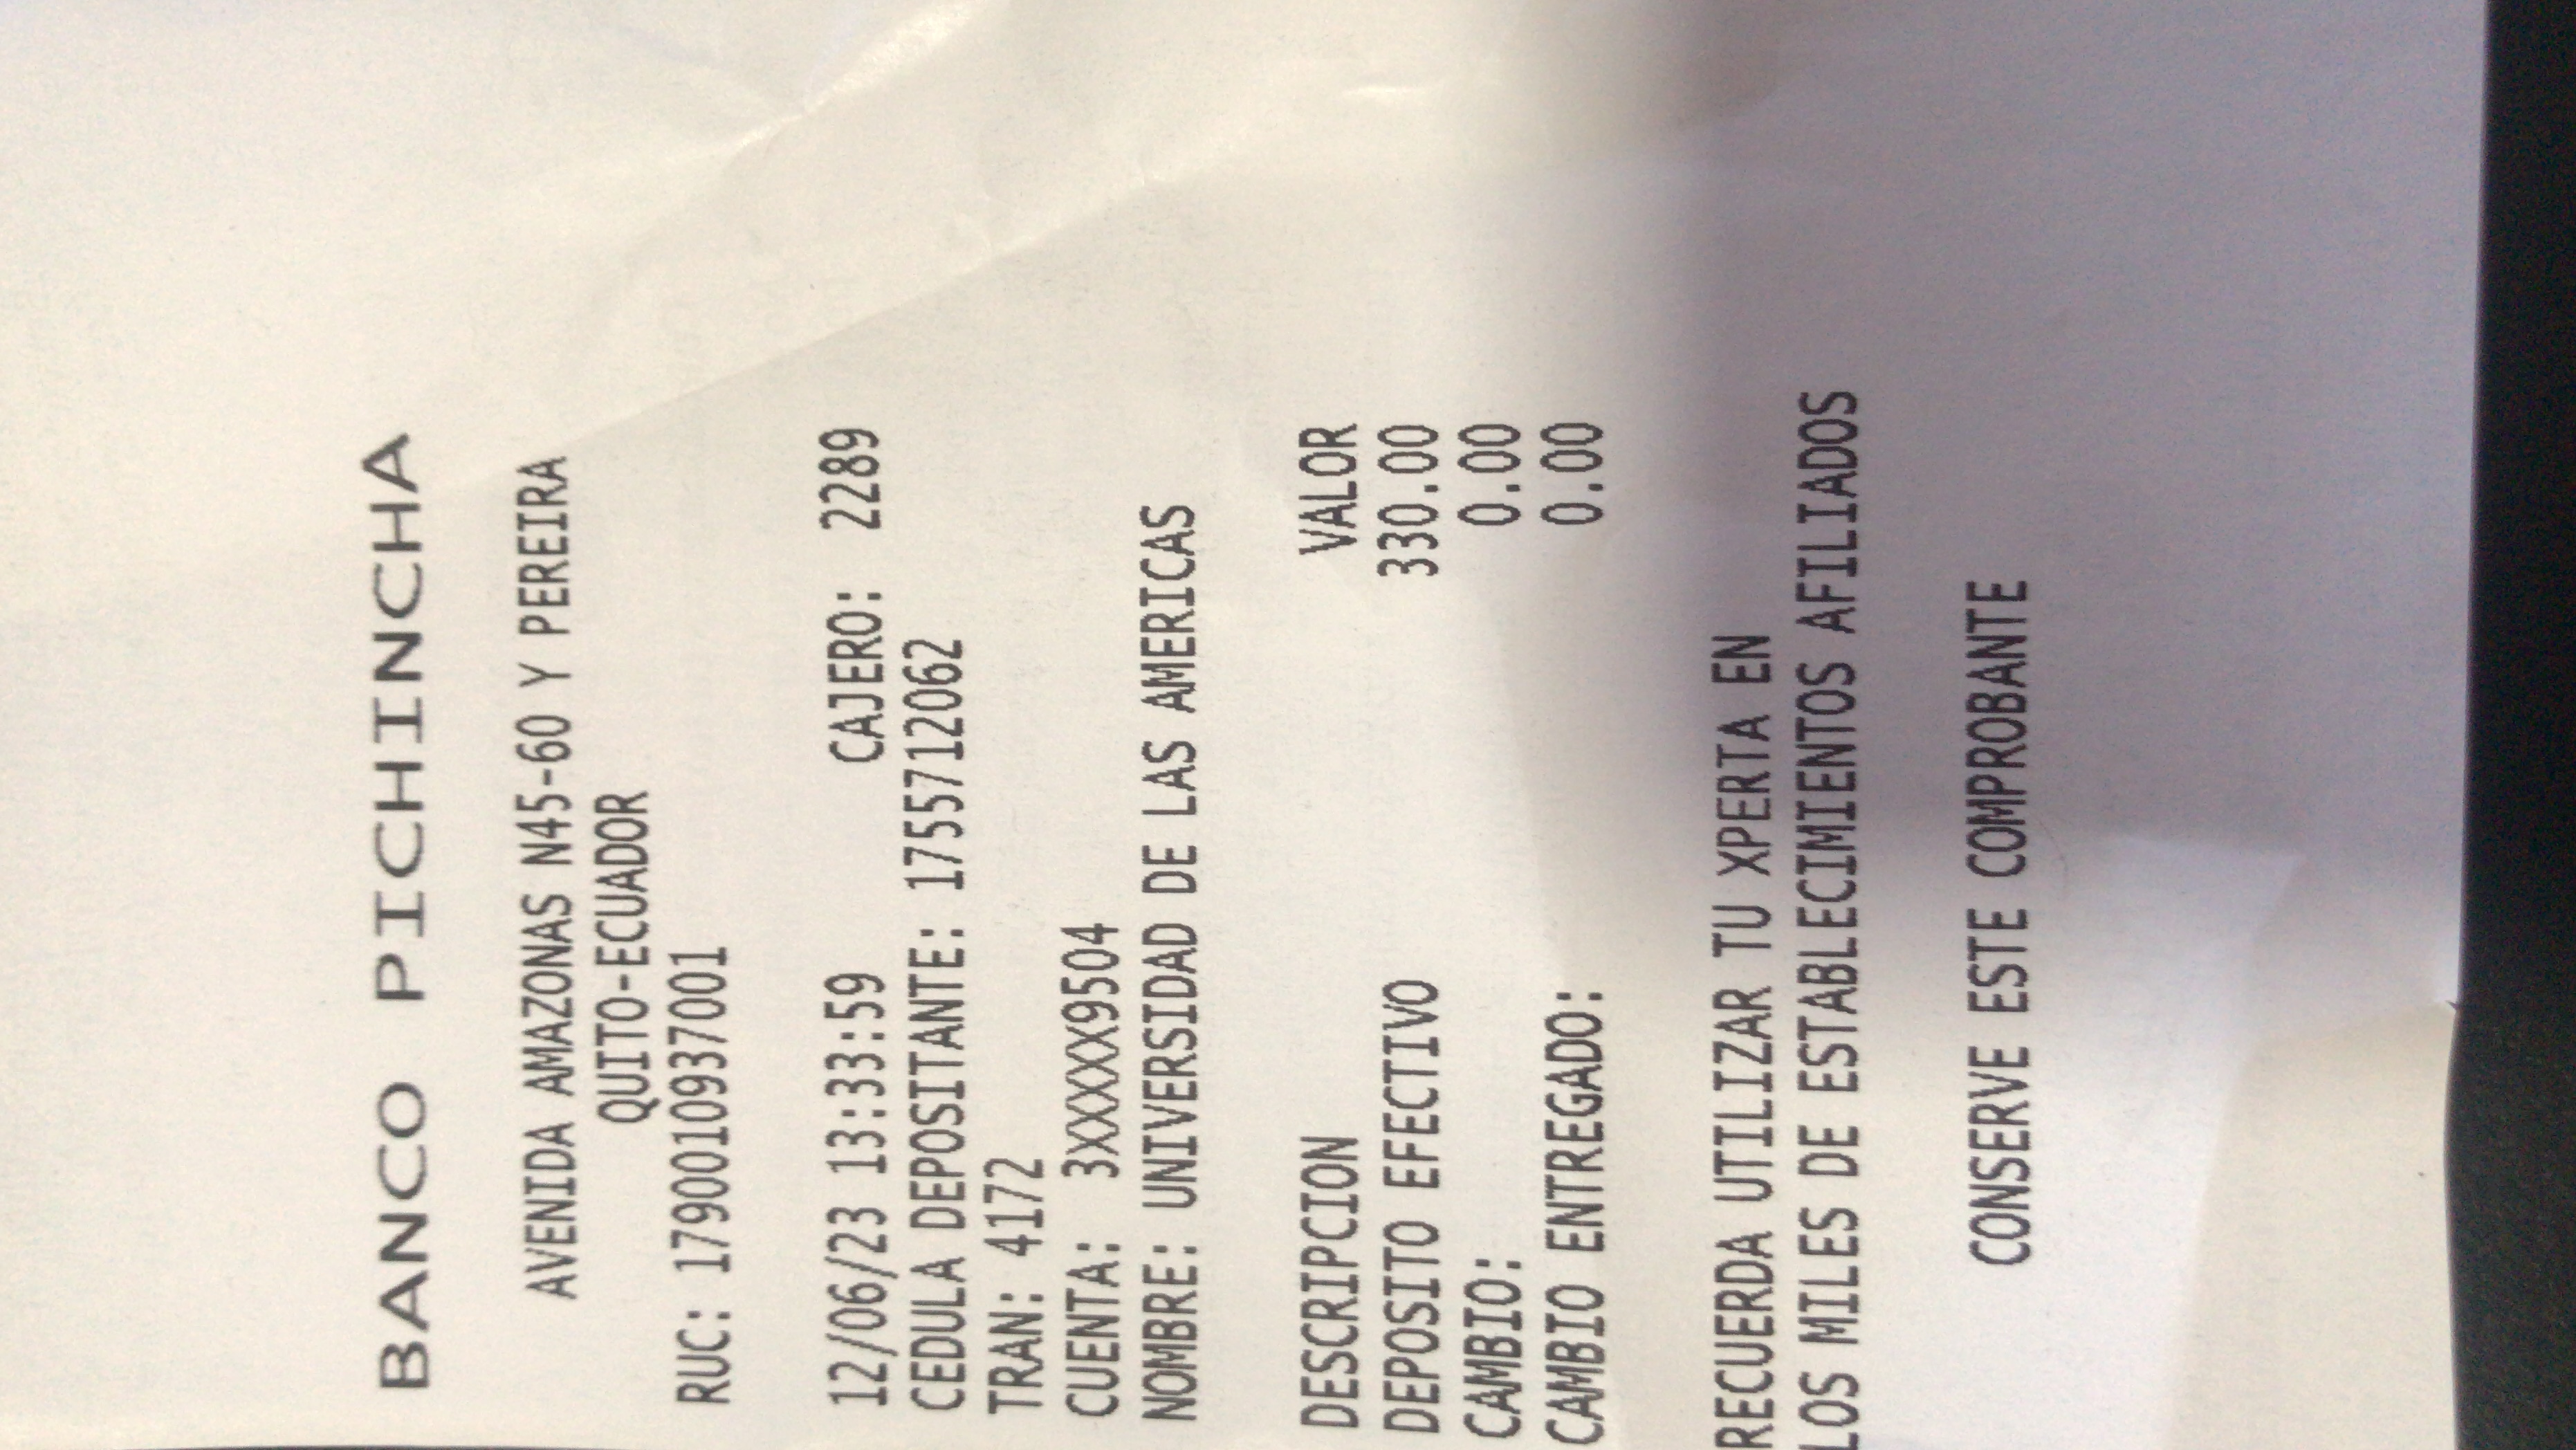 BANCO PICHINCHA
AVENIDA AMAZONAS N45-60 Y PEREIRA
QUITO-ECUADOR
RUC: 1790010937001
12/06/23 13:33:59 CAJERO: 2289
CEDULA DEPOSITANTE: 1755712062
TRAN: 4172
CUENTA: 3XXXXX9504
NOMBRE: UNIVERSIDAD DE LAS AMERICAS
DESCRIPCION VALOR
DEPOSITO EFECTIVO 330.00
CAMBIO: 0.00
CAMBIO ENTREGADO: 0.00
RECUERDA UTILIZAR TU XPERTA EN
LOS MILES DE ESTABLECIMIENTOS AFILIADOS
CONSERVE ESTE COMPROBANTE